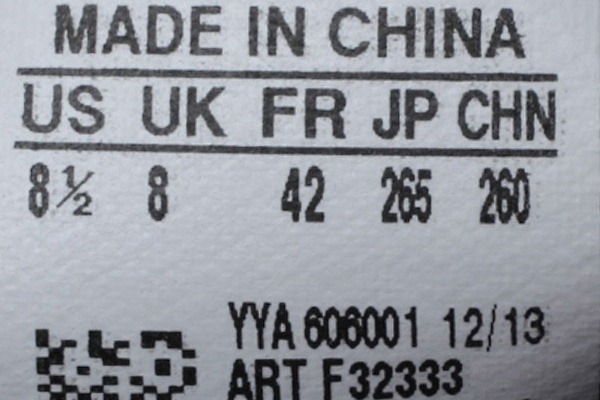 MADE IN CHINA
US UK FR JP CHN
8½ 8 42 265 260
YYA 606001 12/13
ART F32333